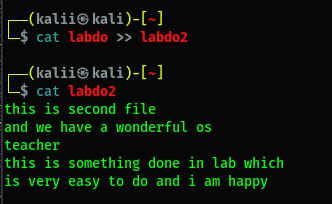 ┌──(kalii㉿kali)-[~]
└─$ cat labdo >> labdo2
┌──(kalii㉿kali)-[~]
└─$ cat labdo2
this is second file
and we have a wonderful os
teacher
this is something done in lab which
is very easy to do and i am happy